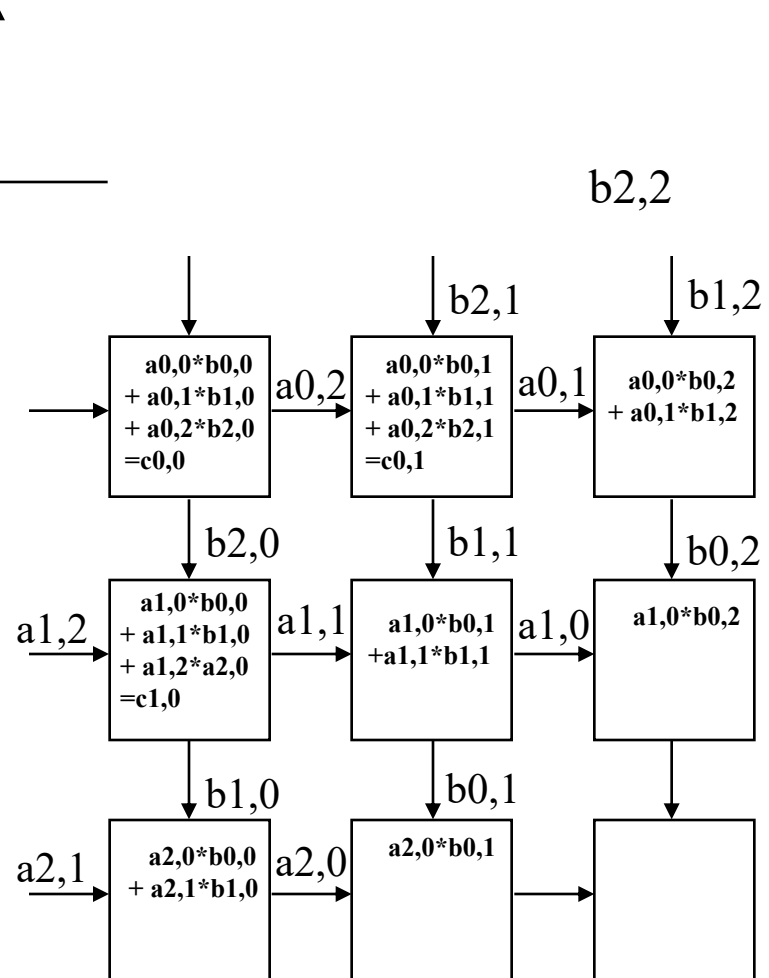 b2,2
b2,1
b1,2
a0,0*b0,0
+ a0,1*b1,0
+ a0,2*b2,0
=c0,0
a0,2
a0,0*b0,1
+ a0,1*b1,1
+ a0,2*b2,1
=c0,1
a0,1
a0,0*b0,2
+ a0,1*b1,2
b2,0
b1,1
b0,2
a1,2
a1,0*b0,0
+ a1,1*b1,0
+ a1,2*a2,0
=c1,0
a1,1
a1,0*b0,1
+a1,1*b1,1
a1,0
a1,0*b0,2
b1,0
b0,1
a2,1
a2,0*b0,0
+ a2,1*b1,0
a2,0
a2,0*b0,1